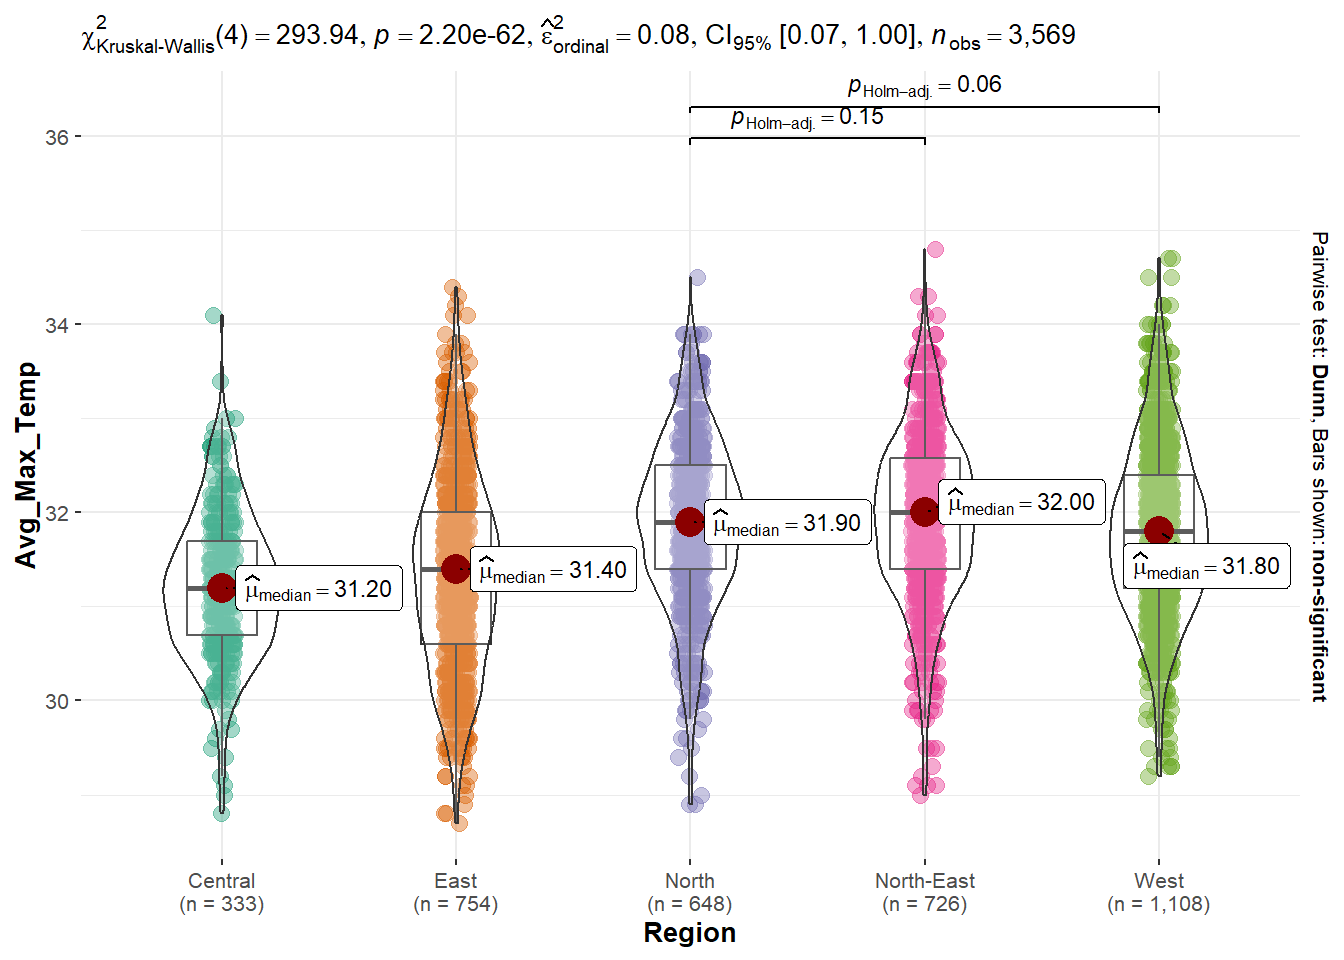 χ²Kruskal-Wallis(4) = 293.94, p = 2.20e-62, ε̂²ordinal = 0.08, CI95% [0.07, 1.00], nobs = 3,569
pHolm−adj. = 0.06
pHolm−adj. = 0.15
36
34
32
30
Avg_Max_Temp
μ̂median = 31.20
μ̂median = 31.40
μ̂median = 31.90
μ̂median = 32.00
μ̂median = 31.80
Pairwise test: Dunn, Bars shown: non-significant
Central
(n = 333)
East
(n = 754)
North
(n = 648)
North-East
(n = 726)
West
(n = 1,108)
Region